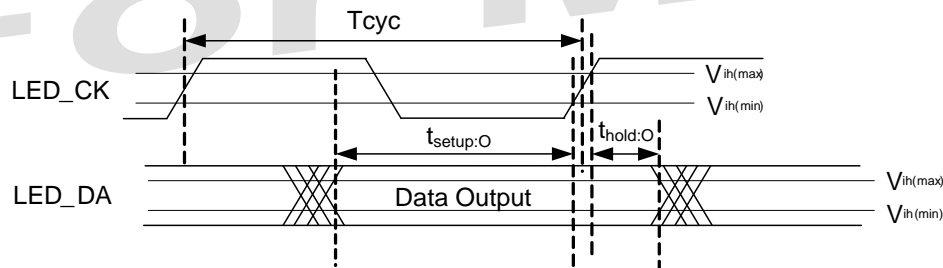 Tcyc
LED_CK
Vih(max)
Vih(min)
tsetup:O
thold:O
LED_DA
Data Output
Vih(max)
Vih(min)